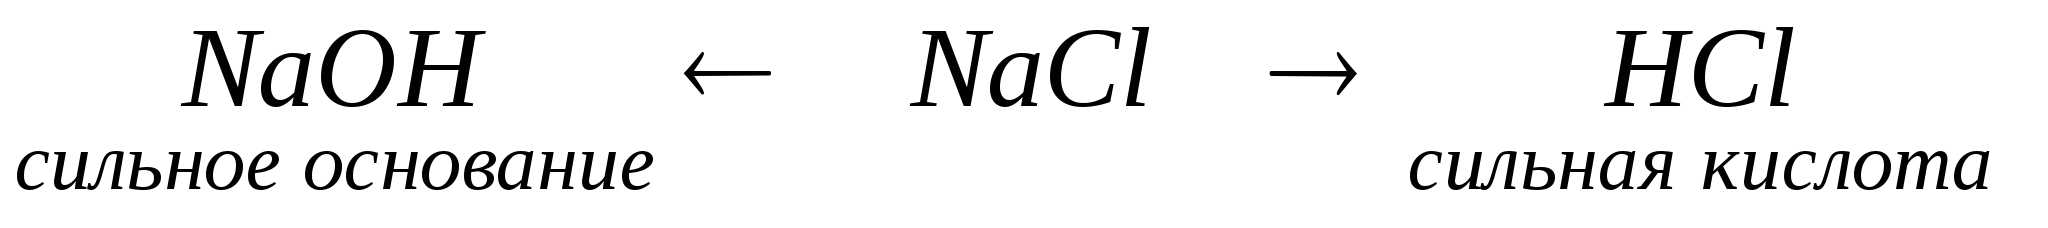 NaOH ← NaCl → HCl
сильное основание сильная кислота